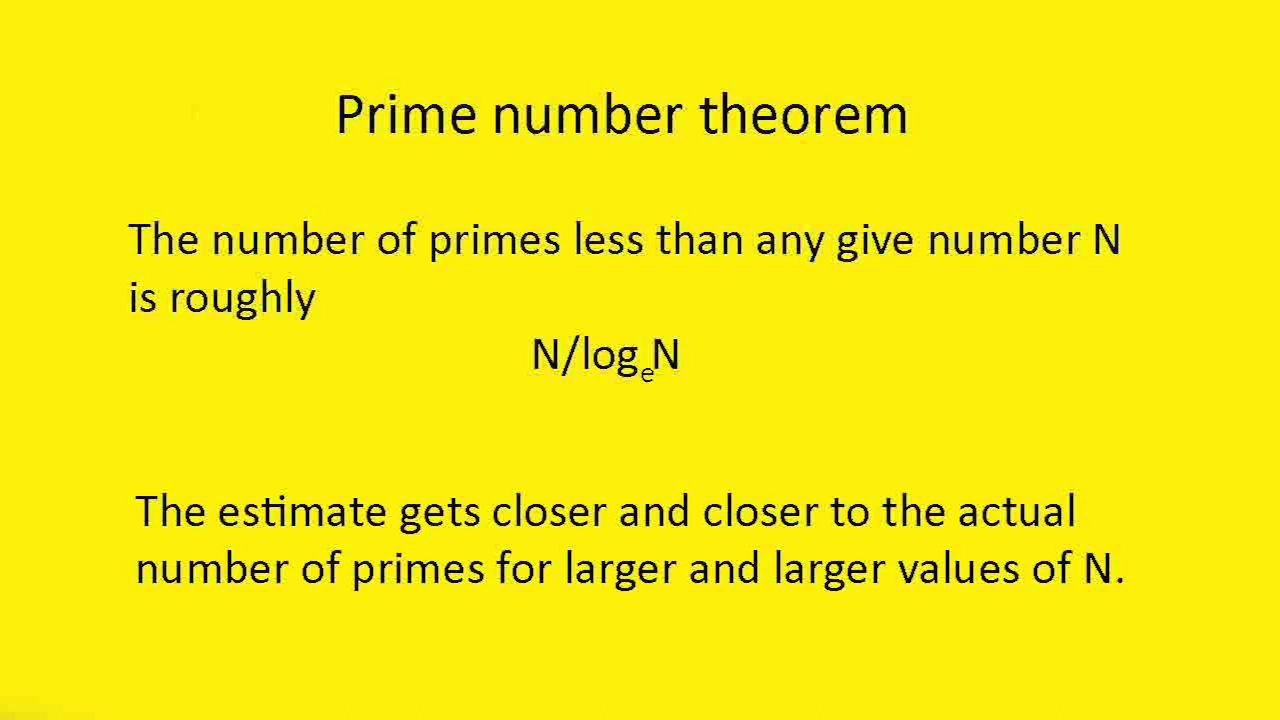 Prime number theorem
The number of primes less than any give number N
is roughly
N/logₑN
The estimate gets closer and closer to the actual
number of primes for larger and larger values of N.